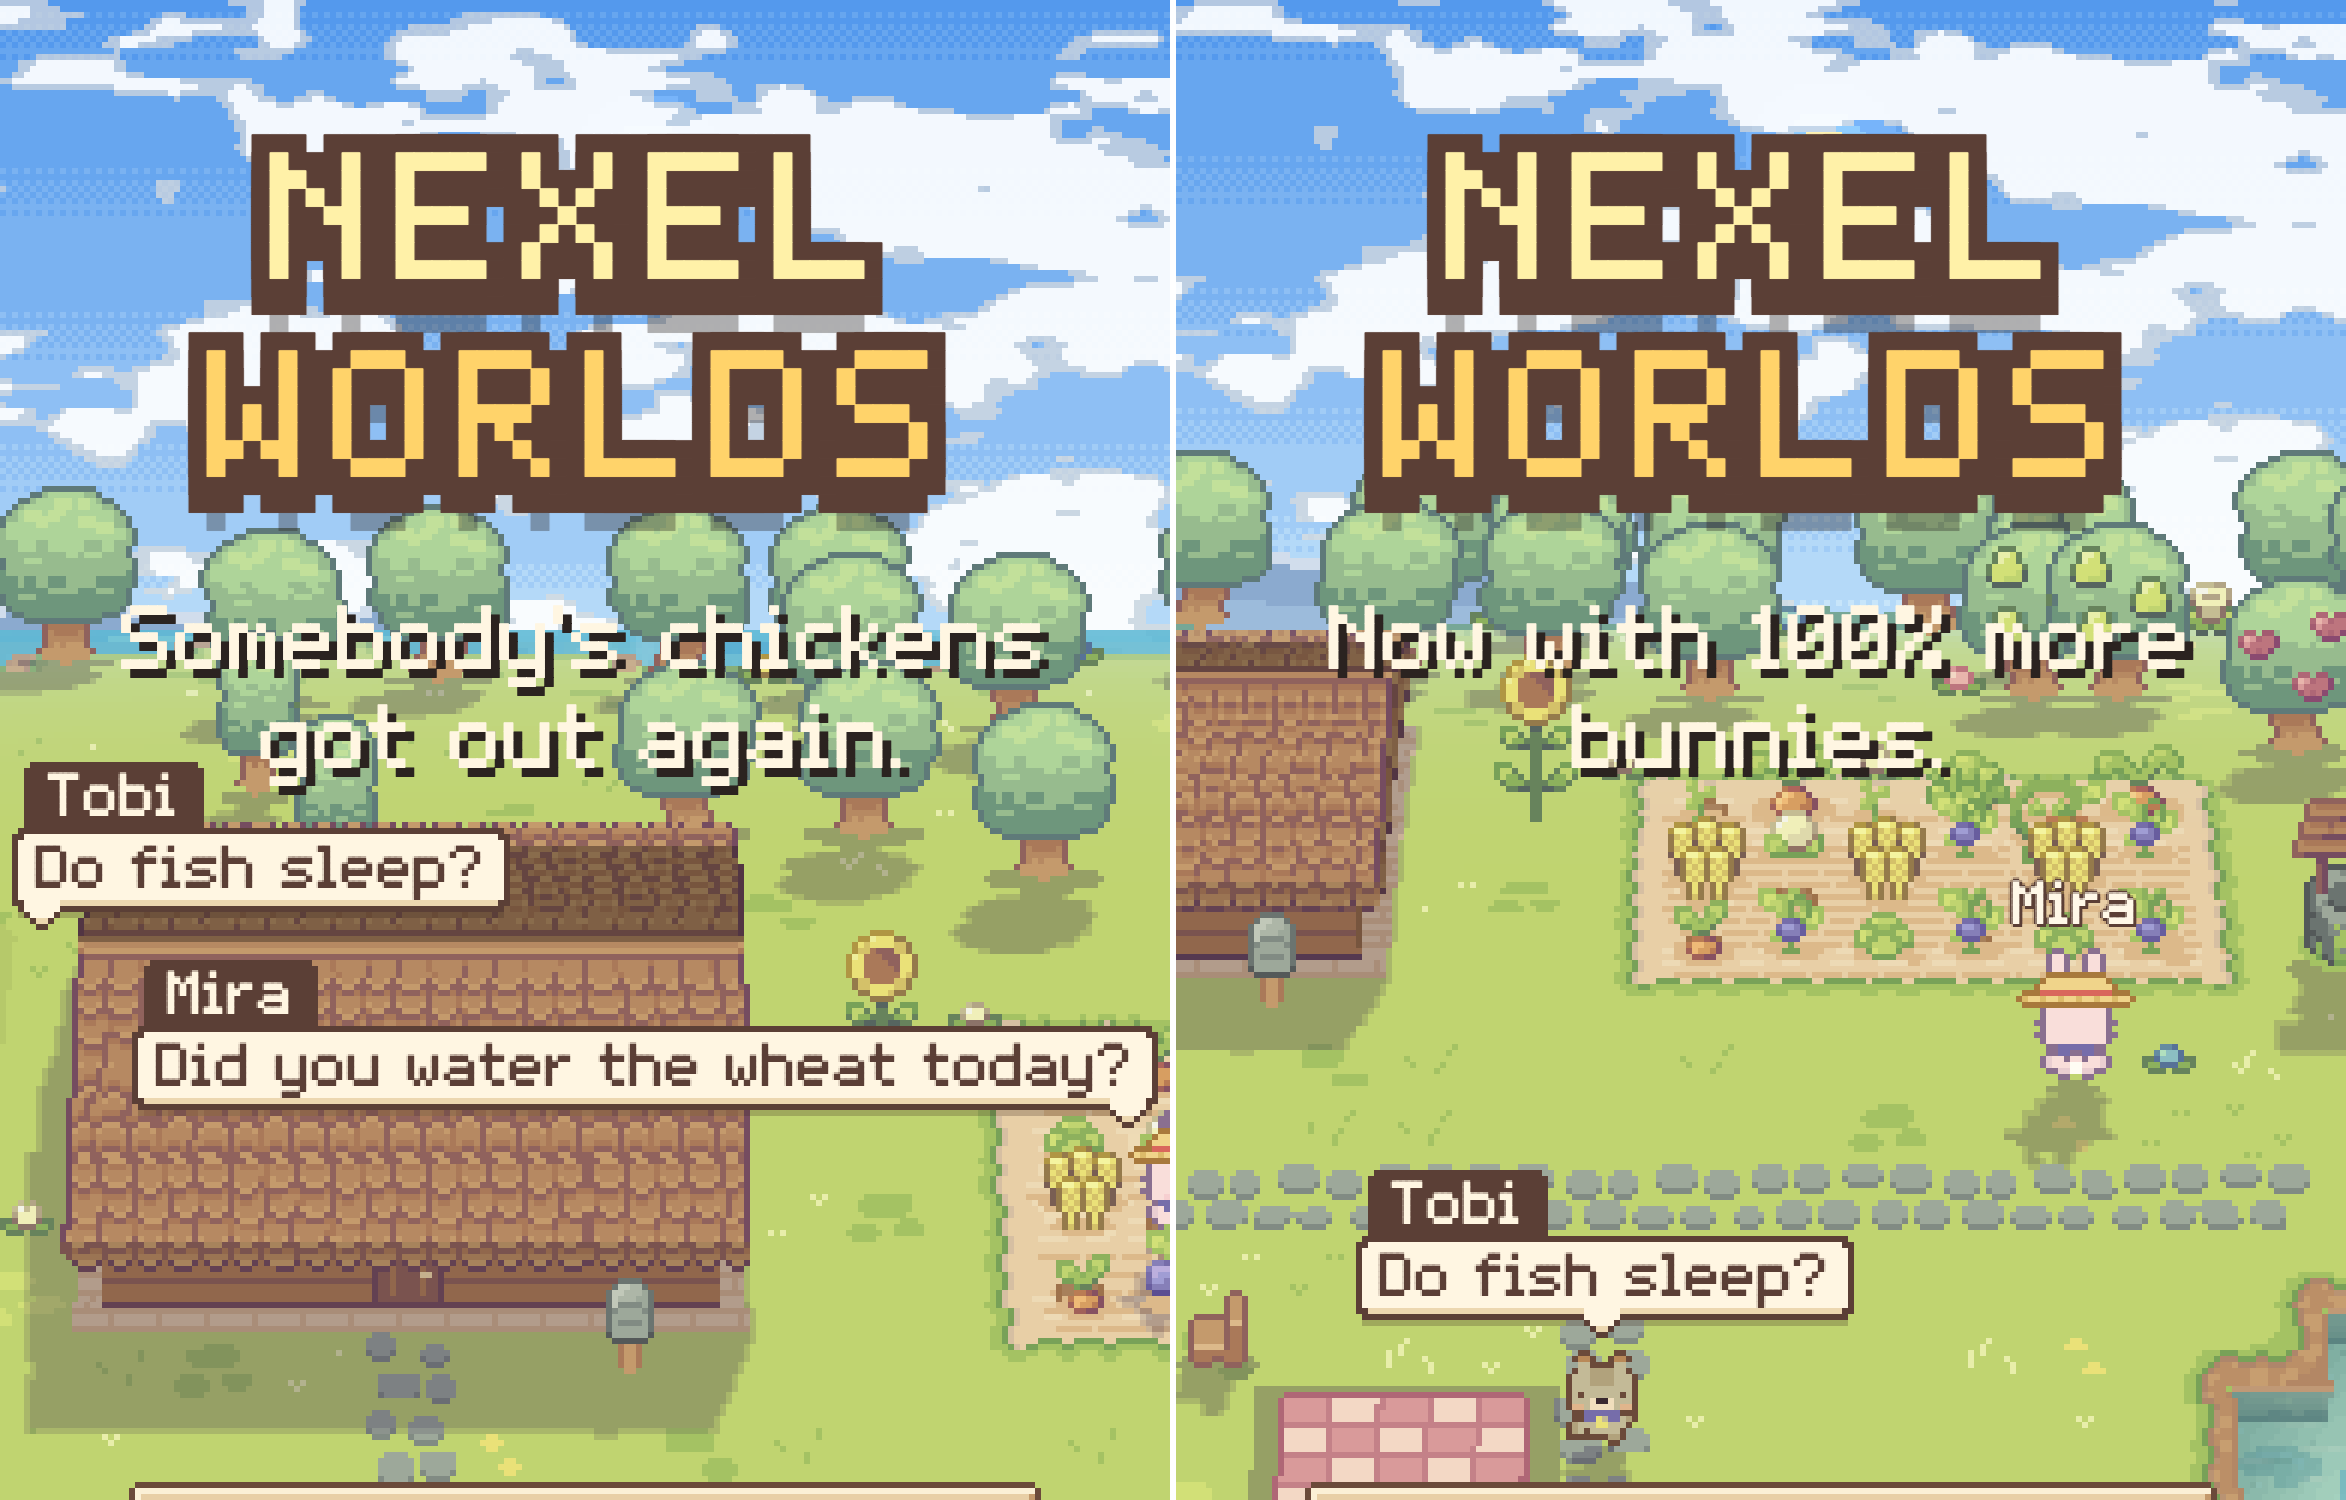 NEXEL
WORLDS
Somebody's chickens
got out again.
Tobi
Do fish sleep?
Mira
Did you water the wheat today?
NEXEL
WORLDS
Now with 100% more
bunnies.
Mira
Tobi
Do fish sleep?